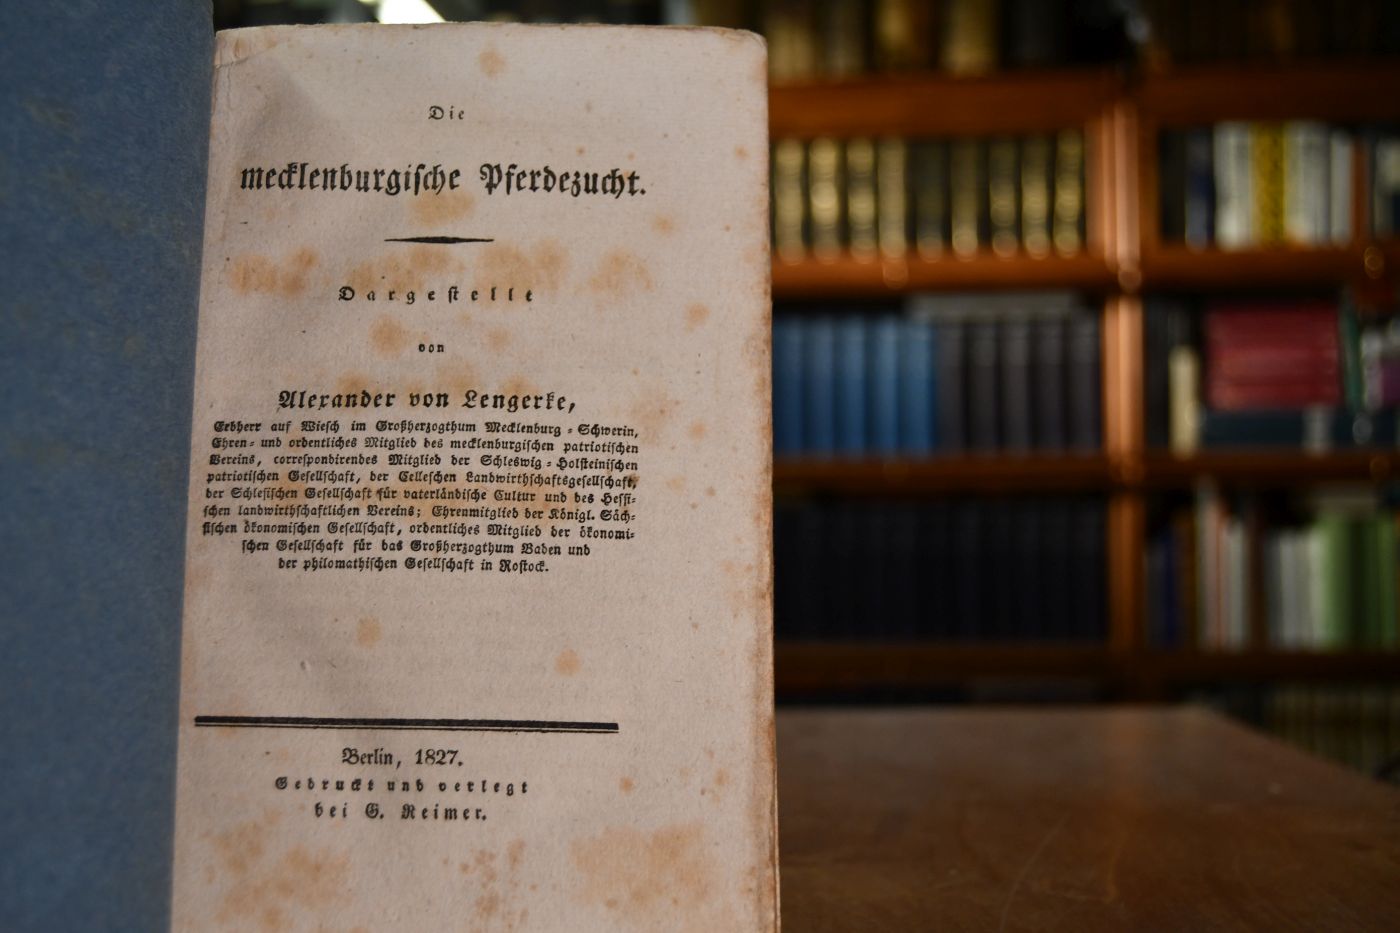 Die
mecklenburgische Pferdezucht.
Dargestellt
von
Alexander von Lengerke,
Erbherr auf Wiesch im Großherzogthum Mecklenburg-Schwerin,
Ehren- und ordentliches Mitglied des mecklenburgischen patriotischen
Vereins, correspondirendes Mitglied der Schleswig-Holsteinischen
patriotischen Gesellschaft, der Celleschen Landwirthschaftsgesellschaft,
der Schlesischen Gesellschaft für vaterländische Cultur und des Hessi-
schen landwirthschaftlichen Vereins; Ehrenmitglied der Königl. Säch-
sischen ökonomischen Gesellschaft, ordentliches Mitglied der ökonomi-
schen Gesellschaft für das Großherzogthum Baden und
der philomathischen Gesellschaft in Rostock.
Berlin, 1827.
Gedruckt und verlegt
bei G. Reimer.